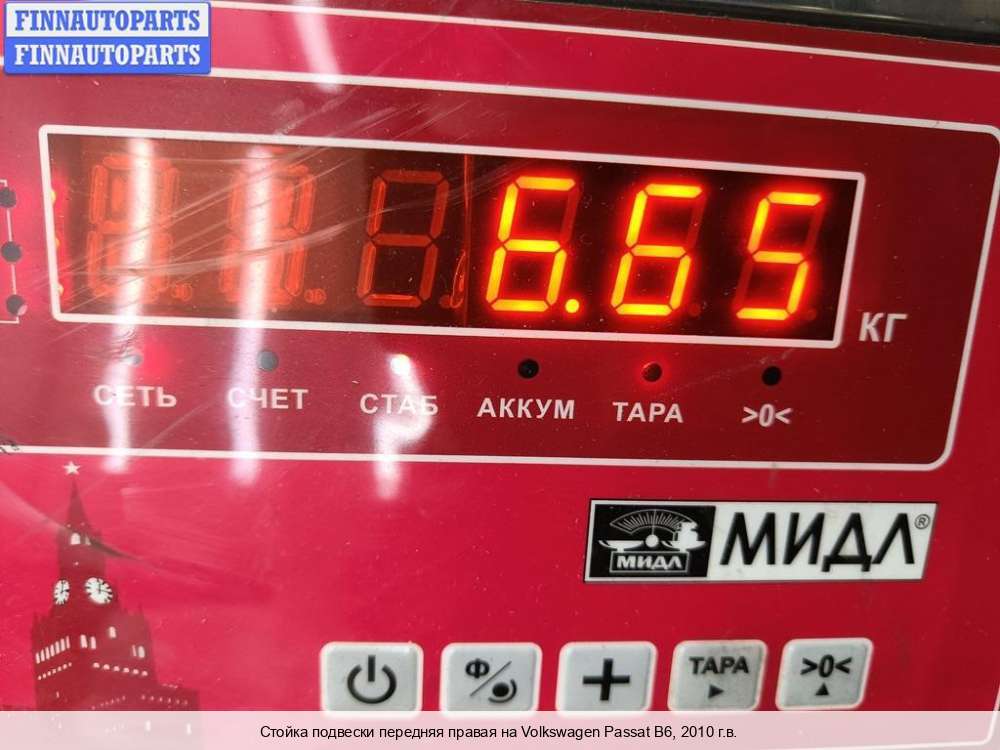 FINNAUTOPARTS
FINNAUTOPARTS
6.65
КГ
СЕТЬ СЧЕТ СТАБ АККУМ ТАРА >0<
МИДЛ МИДЛ®
Ф
ТАРА
>0<
Стойка подвески передняя правая на Volkswagen Passat B6, 2010 г.в.